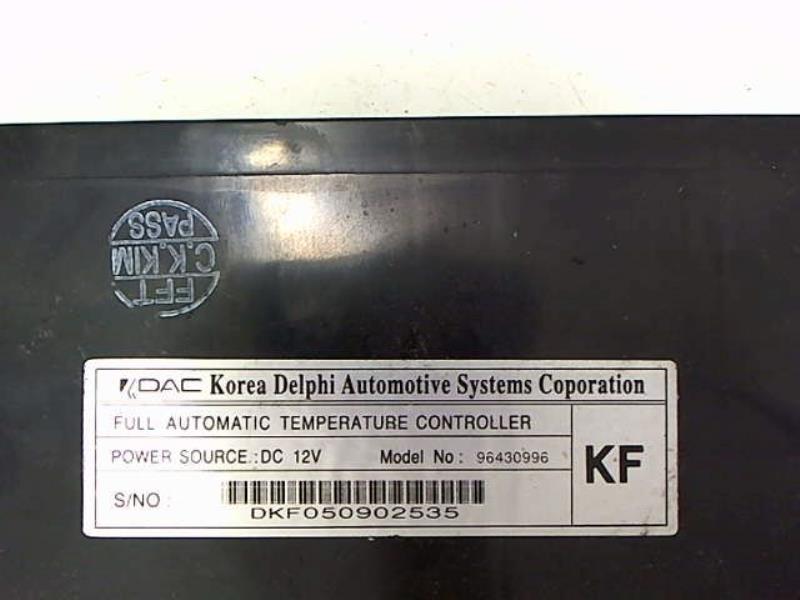 FFT
C.K.KIM
PASS
KDAC Korea Delphi Automotive Systems Coporation
FULL AUTOMATIC TEMPERATURE CONTROLLER
POWER SOURCE.:DC 12V Model No: 96430996
KF
S/NO :
DKF050902535